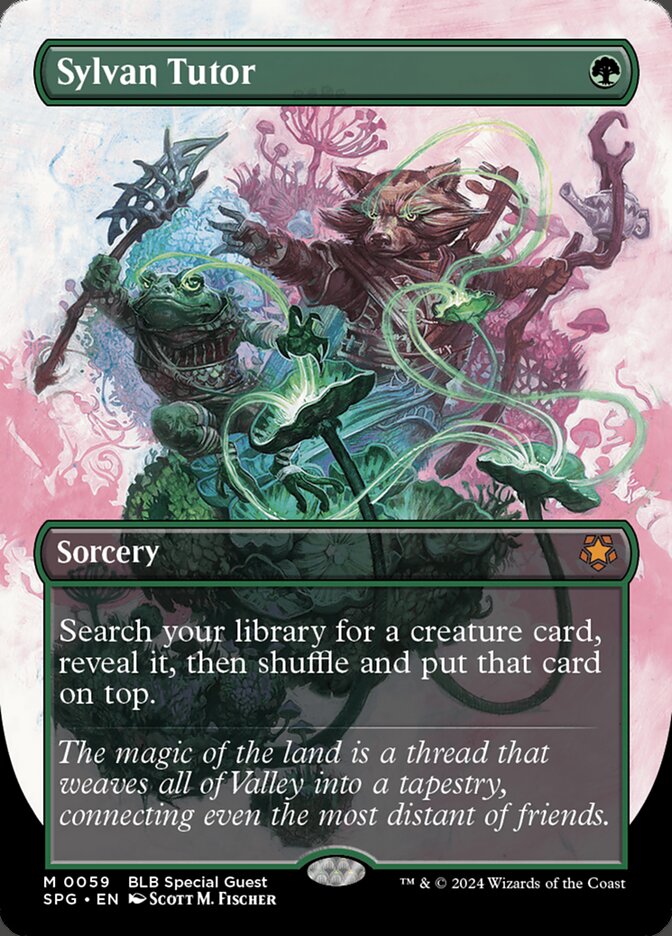 Sylvan Tutor
Sorcery
Search your library for a creature card,
reveal it, then shuffle and put that card
on top.
The magic of the land is a thread that
weaves all of Valley into a tapestry,
connecting even the most distant of friends.
M 0059 BLB Special Guest
SPG • EN Scott M. Fischer
™ & © 2024 Wizards of the Coast